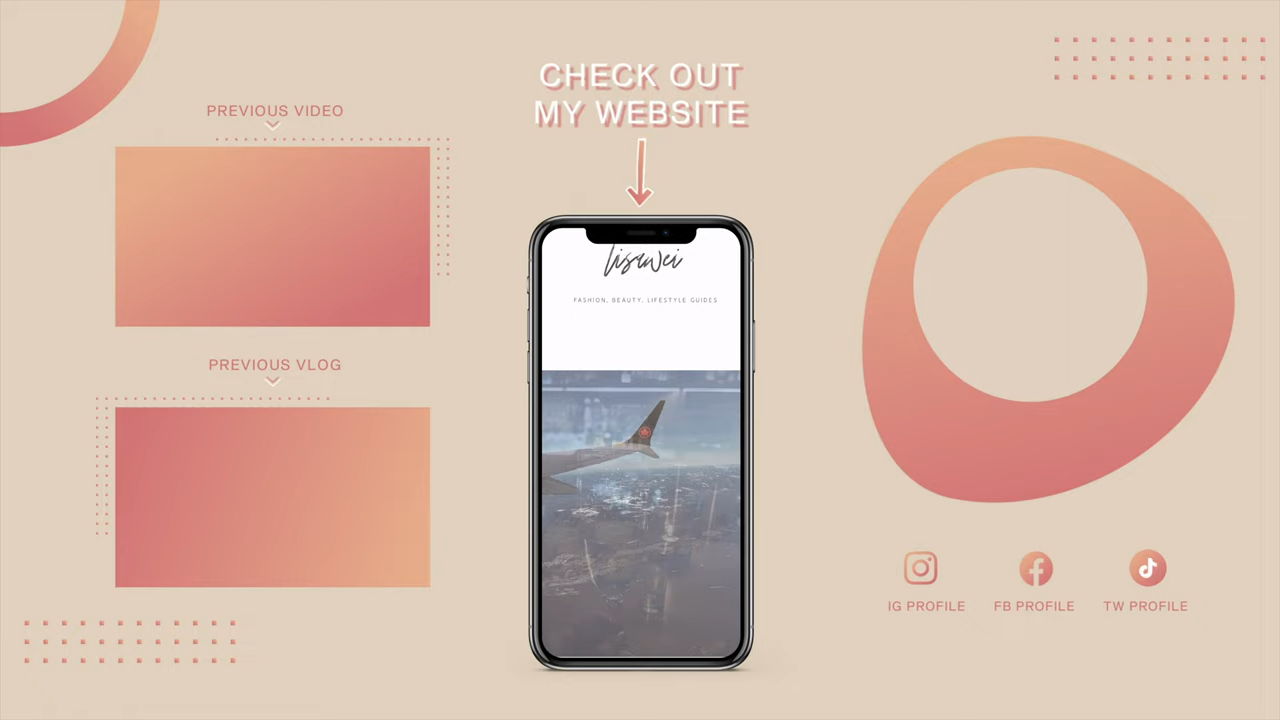 PREVIOUS VIDEO
PREVIOUS VLOG
CHECK OUT
MY WEBSITE
lisawei
FASHION, BEAUTY, LIFESTYLE GUIDES
IG PROFILE
FB PROFILE
TW PROFILE